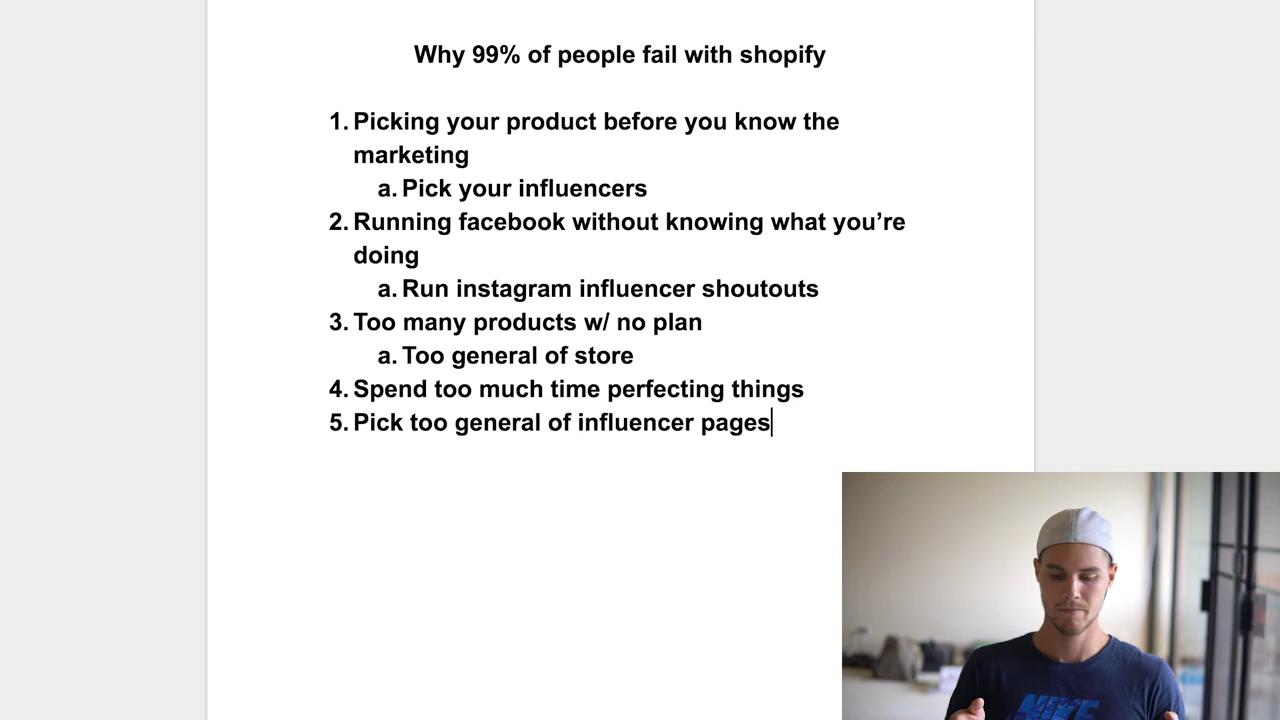 Why 99% of people fail with shopify
1. Picking your product before you know the
marketing
a. Pick your influencers
2. Running facebook without knowing what you’re
doing
a. Run instagram influencer shoutouts
3. Too many products w/ no plan
a. Too general of store
4. Spend too much time perfecting things
5. Pick too general of influencer pages
NIKE